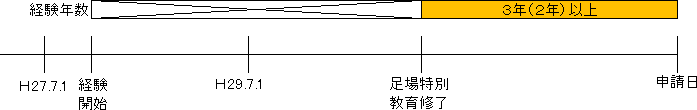 経験年数
3年(2年)以上
H27.7.1
経験
開始
H29.7.1
足場特別
教育修了
申請日